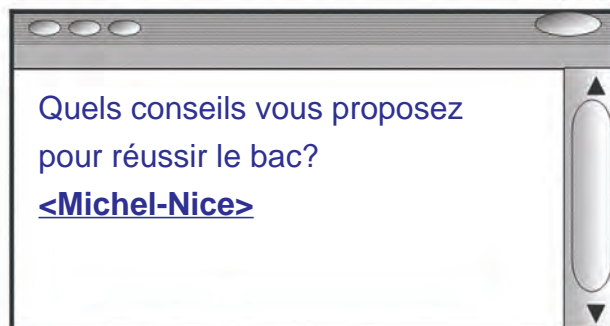 Quels conseils vous proposez
pour réussir le bac?
<Michel-Nice>